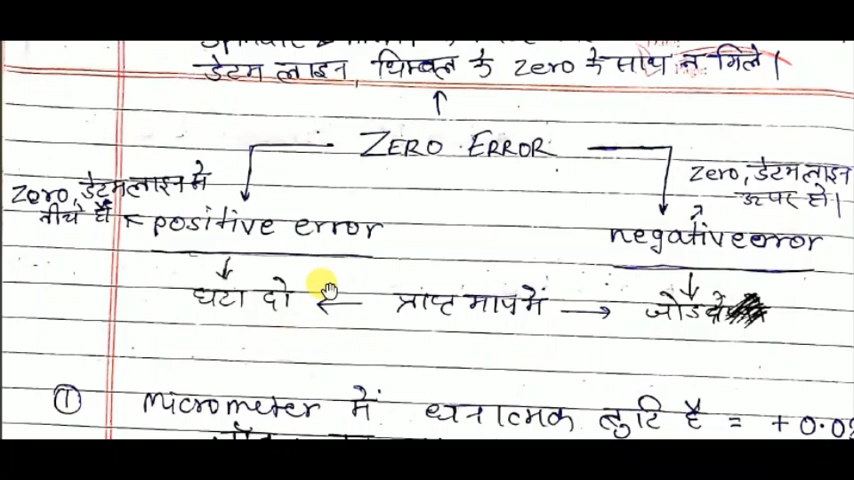 डेटम लाइन, थिम्बल के zero के साथ न मिले।
ZERO ERROR
zero, डेटम लाइन से
नीचे हो
positive error
zero, डेटम लाइन
ऊपर हो।
negative error
घटा दो ← प्राप्त माप में → जोड़ दो
① micrometer में धनात्मक त्रुटि है = +0.0